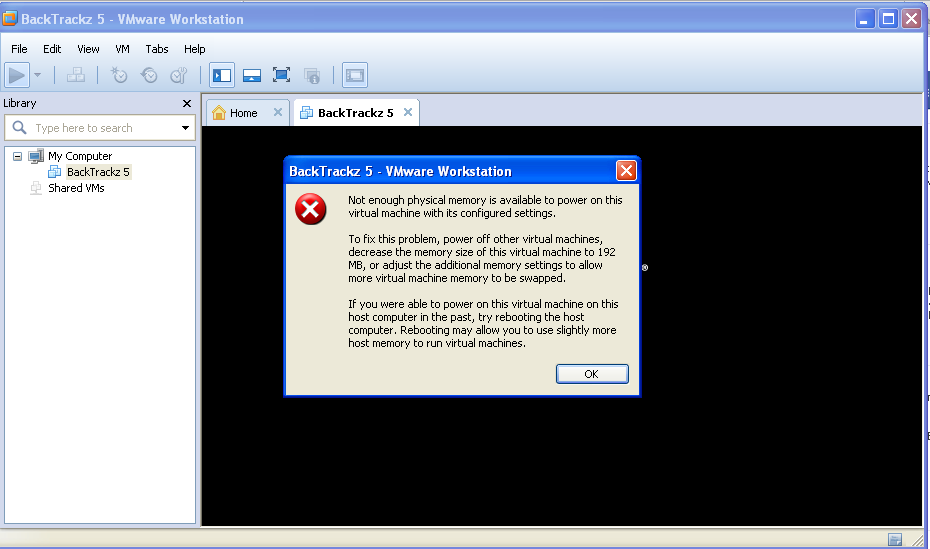 BackTrackz 5 - VMware Workstation
File Edit View VM Tabs Help
Library
Type here to search
My Computer
BackTrackz 5
Shared VMs
Home
BackTrackz 5
BackTrackz 5 - VMware Workstation
Not enough physical memory is available to power on this
virtual machine with its configured settings.
To fix this problem, power off other virtual machines,
decrease the memory size of this virtual machine to 192
MB, or adjust the additional memory settings to allow
more virtual machine memory to be swapped.
If you were able to power on this virtual machine on this
host computer in the past, try rebooting the host
computer. Rebooting may allow you to use slightly more
host memory to run virtual machines.
®
OK